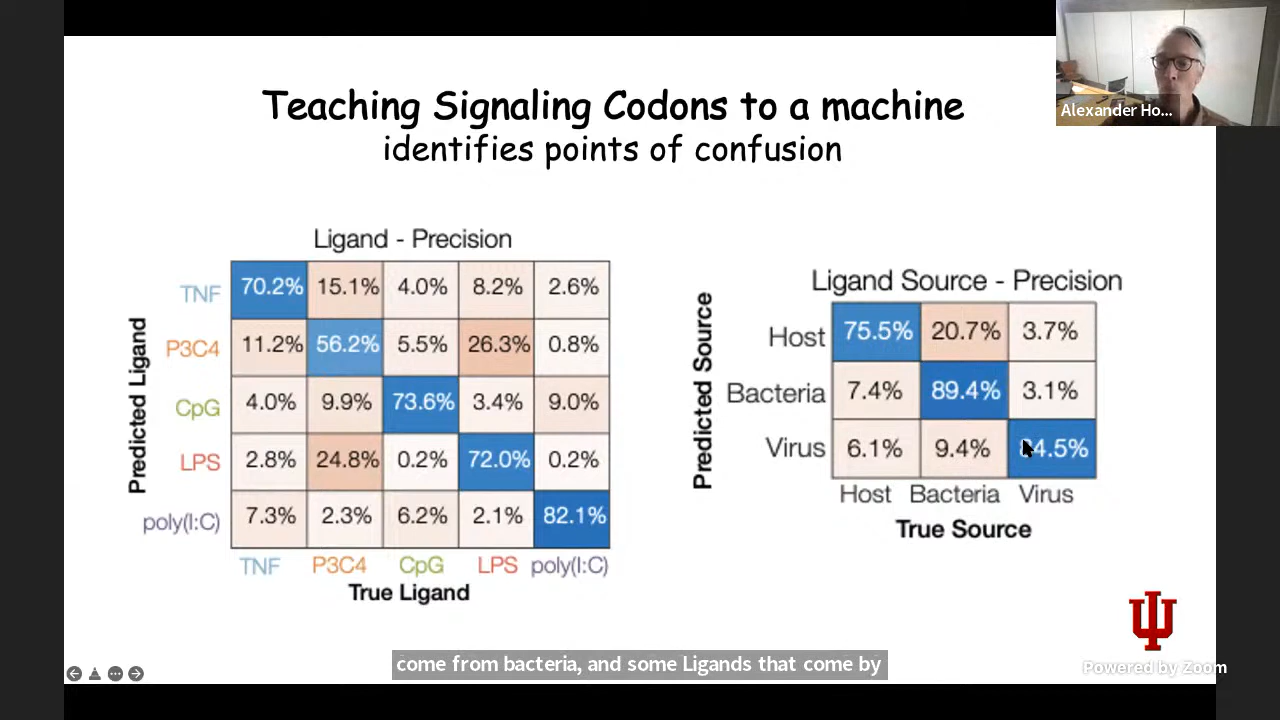 Alexander Ho...
Teaching Signaling Codons to a machine
identifies points of confusion
Ligand - Precision
Predicted Ligand
TNF 70.2% 15.1% 4.0% 8.2% 2.6%
P3C4 11.2% 56.2% 5.5% 26.3% 0.8%
CpG 4.0% 9.9% 73.6% 3.4% 9.0%
LPS 2.8% 24.8% 0.2% 72.0% 0.2%
poly(I:C) 7.3% 2.3% 6.2% 2.1% 82.1%
TNF P3C4 CpG LPS poly(I:C)
True Ligand
Ligand Source - Precision
Predicted Source
Host 75.5% 20.7% 3.7%
Bacteria 7.4% 89.4% 3.1%
Virus 6.1% 9.4% 84.5%
Host Bacteria Virus
True Source
come from bacteria, and some Ligands that come by
Powered by Zoom